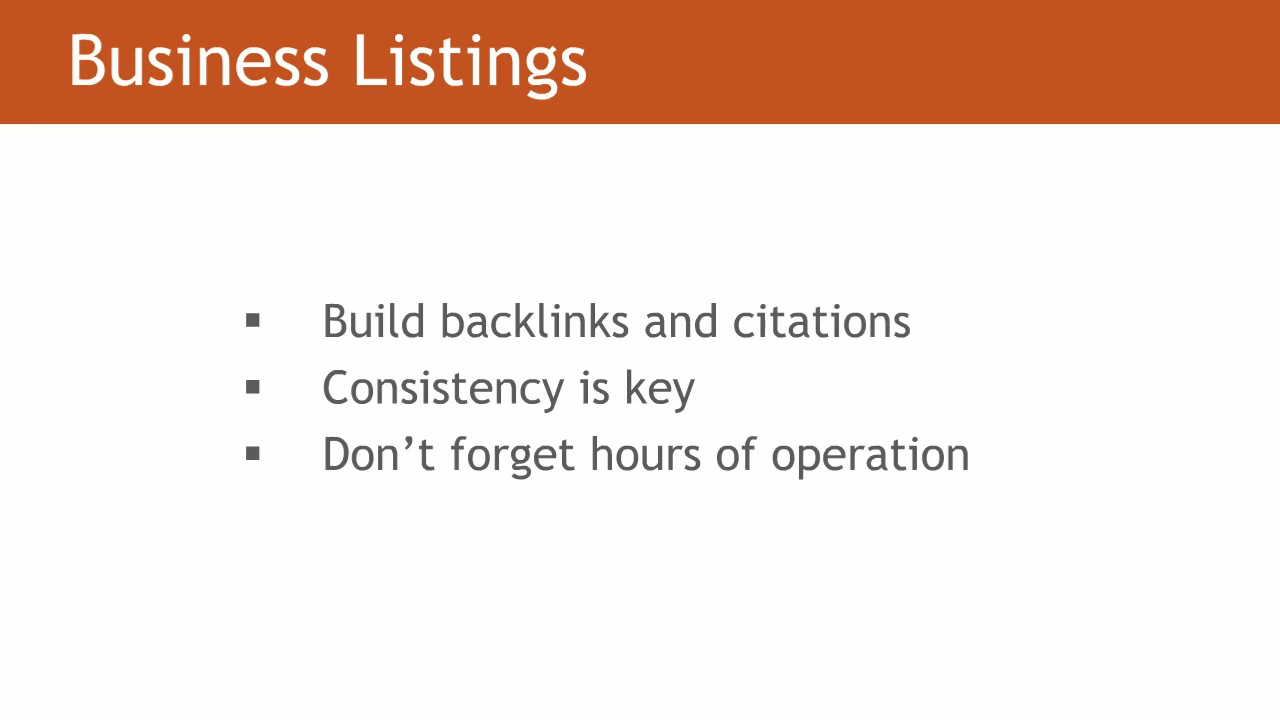 Business Listings
▪ Build backlinks and citations
▪ Consistency is key
▪ Don’t forget hours of operation